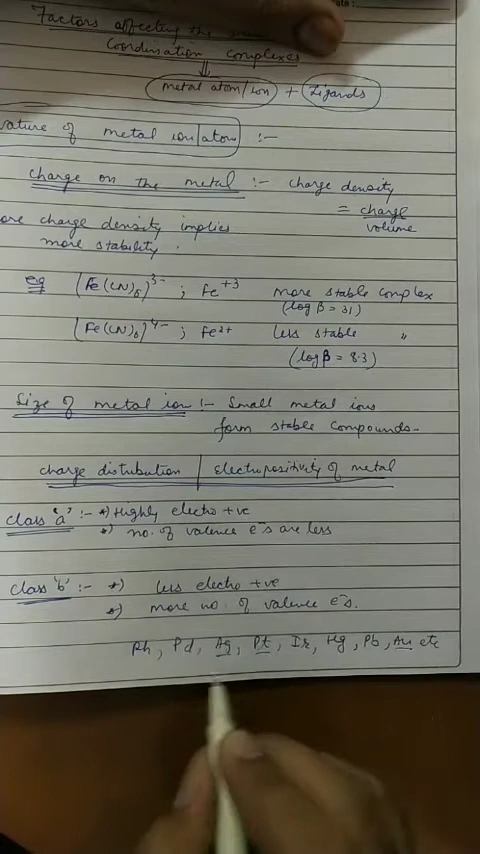 Factors affecting the
Coordination complexes
⇓
metal atom/ion + Ligands
nature of metal ion/atom :-
charge on the metal :- charge density
= charge/volume
ore charge density implies
more stability.
eg [Fe(CN)6]3- ; Fe+3 more stable complex
(log β = 31)
[Fe(CN)6]4- ; Fe2+ less stable "
(log β = 8.3)
Size of metal ion :- Small metal ions
form stable compounds.
charge distribution | electropositivity of metal
class 'a' :- *) Highly electro +ve
*) no. of valence e-s are less
class 'b' :- *) less electro +ve
*) more no. of valence e-s.
Rh, Pd, Ag, Pt, Ir, Hg, Pb, Au etc